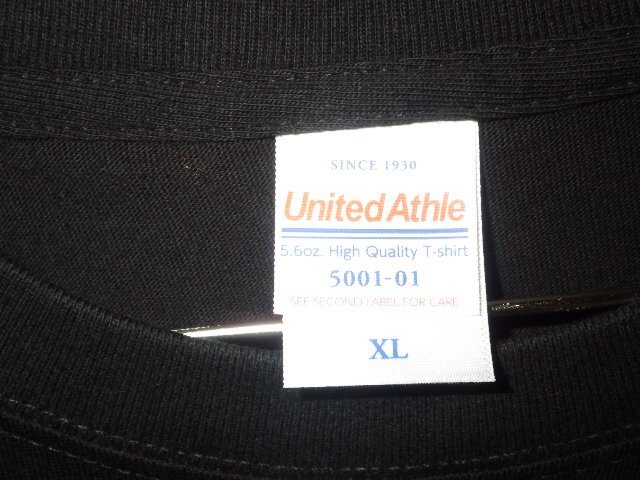 SINCE 1930
United Athle
5.6oz. High Quality T-shirt
5001-01
SEE SECOND LABEL FOR CARE
XL